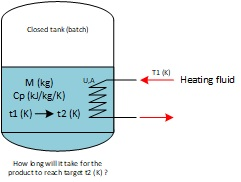 Closed tank (batch)
T1 (K)
M (kg)
U,A
Heating fluid
Cp (kJ/kg/K)
t1 (K) → t2 (K)
How long will it take for the
product to reach target t2 (K) ?